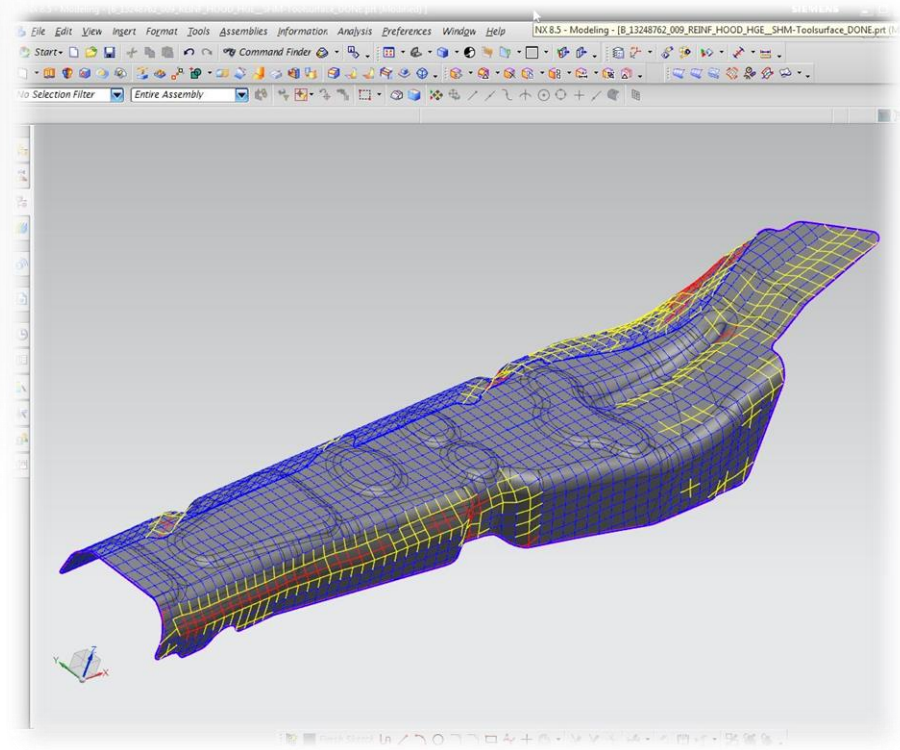 File Edit View Insert Format Tools Assemblies Information Analysis Preferences Window Help
NX 8.5 - Modeling - [B_13248762_009_REINF_HOOD_HGE__SHM-Toolsurface_DONE.prt (M
Start Command Finder
No Selection Filter Entire Assembly
Z
Y
X